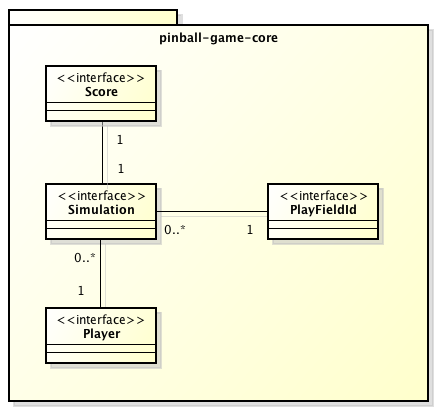 pinball-game-core
<<interface>>
Score
1
1
<<interface>>
Simulation
<<interface>>
PlayFieldId
0..*
1
0..*
1
<<interface>>
Player